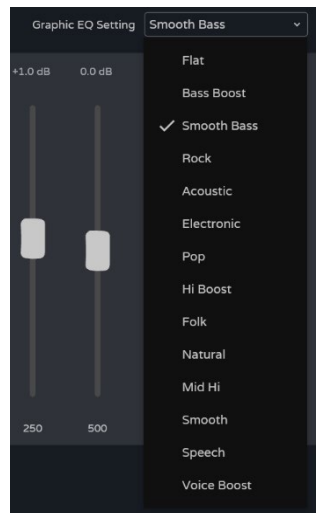 Graphic EQ Setting Smooth Bass
+1.0 dB 0.0 dB
Flat
Bass Boost
Smooth Bass
Rock
Acoustic
Electronic
Pop
Hi Boost
Folk
Natural
Mid Hi
Smooth
250 500
Speech
Voice Boost